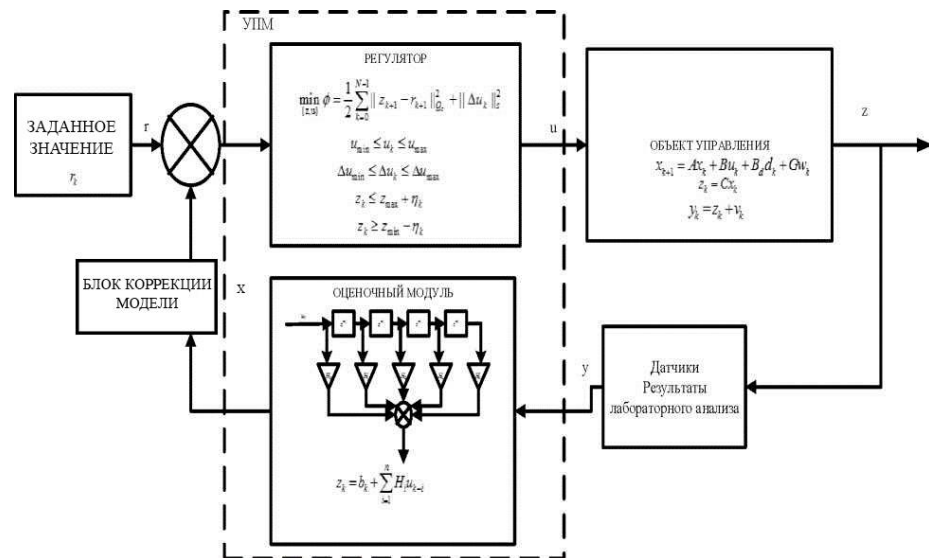 УПМ
РЕГУЛЯТОР
min φ = 1/2 ∑ || z_{k+1} − r_{k+1} ||²_{Q_z} + || Δu_k ||²_S
{z,u} k=0 N−1
u_min ≤ u_k ≤ u_max
Δu_min ≤ Δu_k ≤ Δu_max
z_k ≤ z_max + η_k
z_k ≥ z_min − η_k
ЗАДАННОЕ
ЗНАЧЕНИЕ
r_k
r
u
ОБЪЕКТ УПРАВЛЕНИЯ
x_{k+1} = Ax_k + Bu_k + B_d d_k + Gw_k
z_k = Cx_k
y_k = z_k + v_k
z
БЛОК КОРРЕКЦИИ
МОДЕЛИ
x
ОЦЕНОЧНЫЙ МОДУЛЬ
z_k = b_k + ∑_{i=1}^{n} H_i u_{k−i}
y
Датчики
Результаты
лабораторного анализа